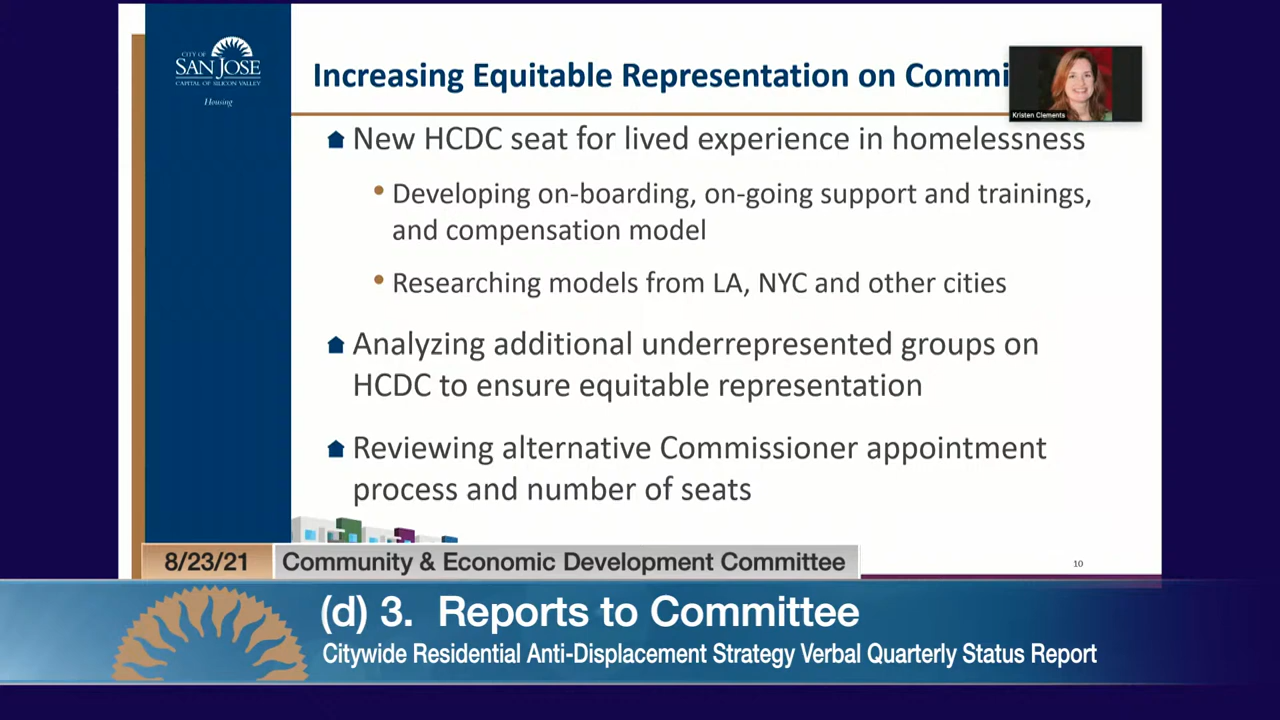 CITY OF
SAN JOSE
CAPITAL OF SILICON VALLEY
Housing
Increasing Equitable Representation on Commi
Kristen Clements
New HCDC seat for lived experience in homelessness
• Developing on-boarding, on-going support and trainings,
and compensation model
• Researching models from LA, NYC and other cities
Analyzing additional underrepresented groups on
HCDC to ensure equitable representation
Reviewing alternative Commissioner appointment
process and number of seats
10
8/23/21
Community & Economic Development Committee
(d) 3. Reports to Committee
Citywide Residential Anti-Displacement Strategy Verbal Quarterly Status Report